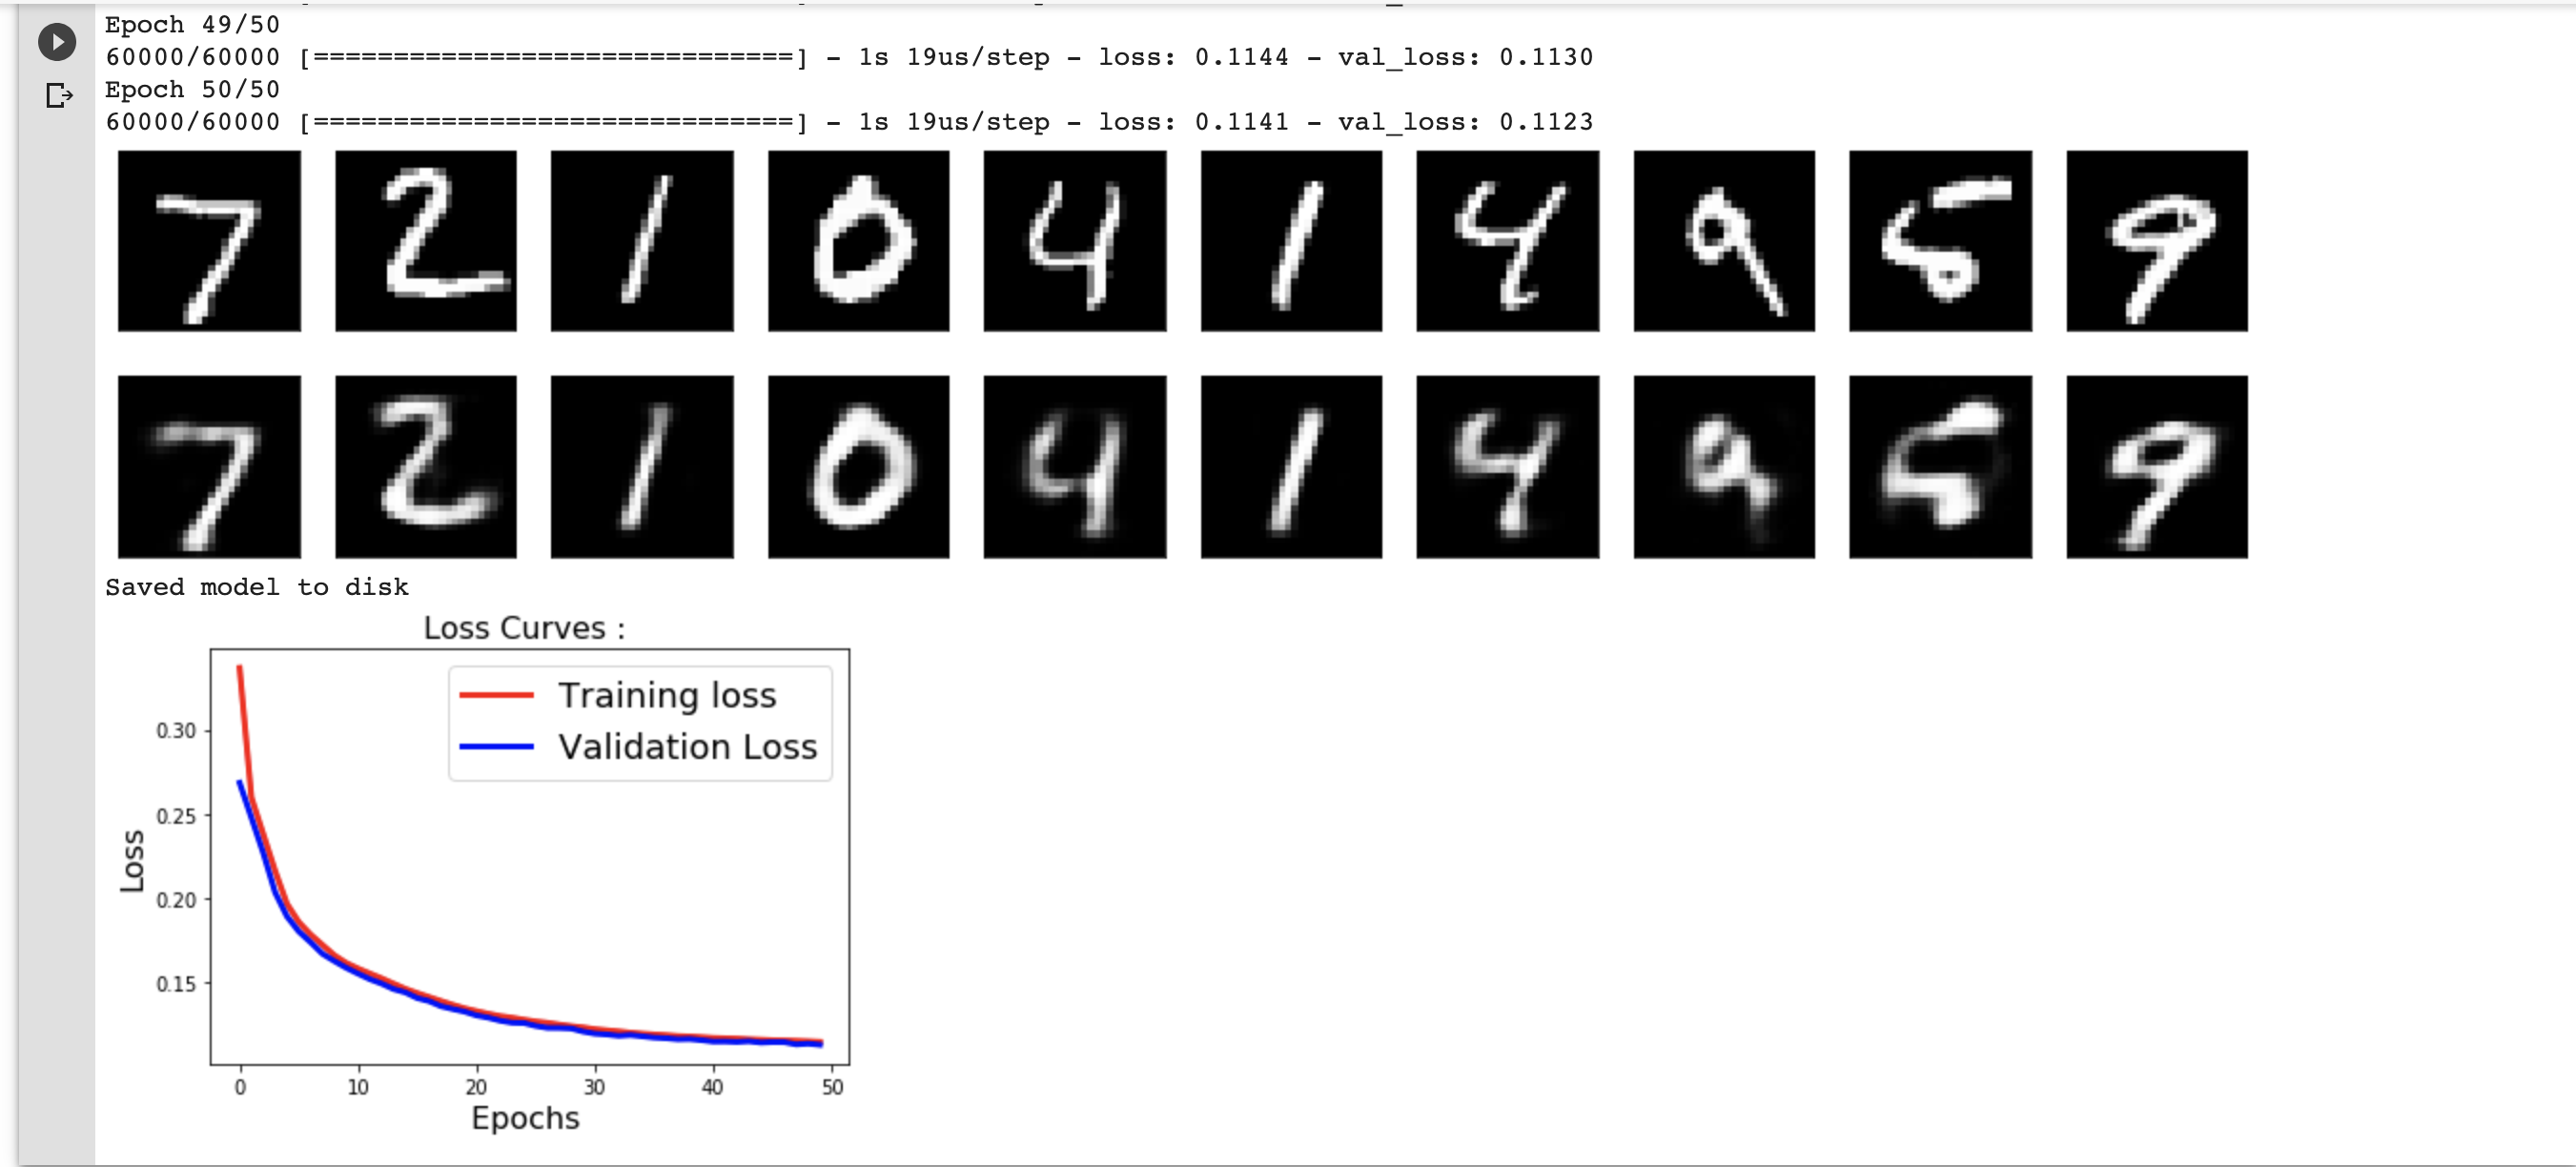 Epoch 49/50
60000/60000 [==============================] - 1s 19us/step - loss: 0.1144 - val_loss: 0.1130
Epoch 50/50
60000/60000 [==============================] - 1s 19us/step - loss: 0.1141 - val_loss: 0.1123
7 2 1 0 4 1 4 9 5 9
7 2 1 0 4 1 4 9 5 9
Saved model to disk
Loss Curves :
Training loss
Validation Loss
0.30
0.25
0.20
0.15
Loss
0 10 20 30 40 50
Epochs